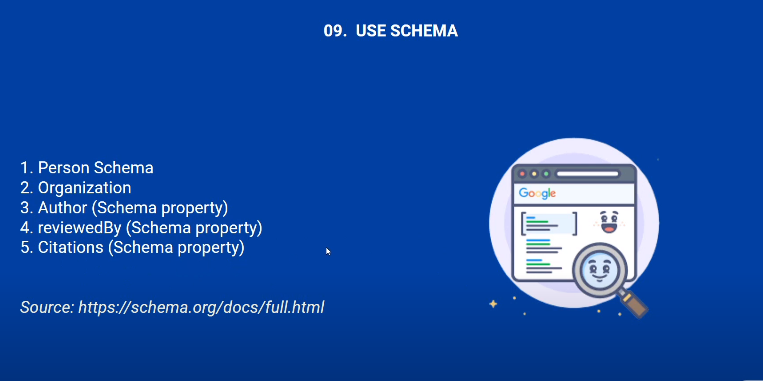 09. USE SCHEMA
1. Person Schema
2. Organization
3. Author (Schema property)
4. reviewedBy (Schema property)
5. Citations (Schema property)
Google
Source: https://schema.org/docs/full.html